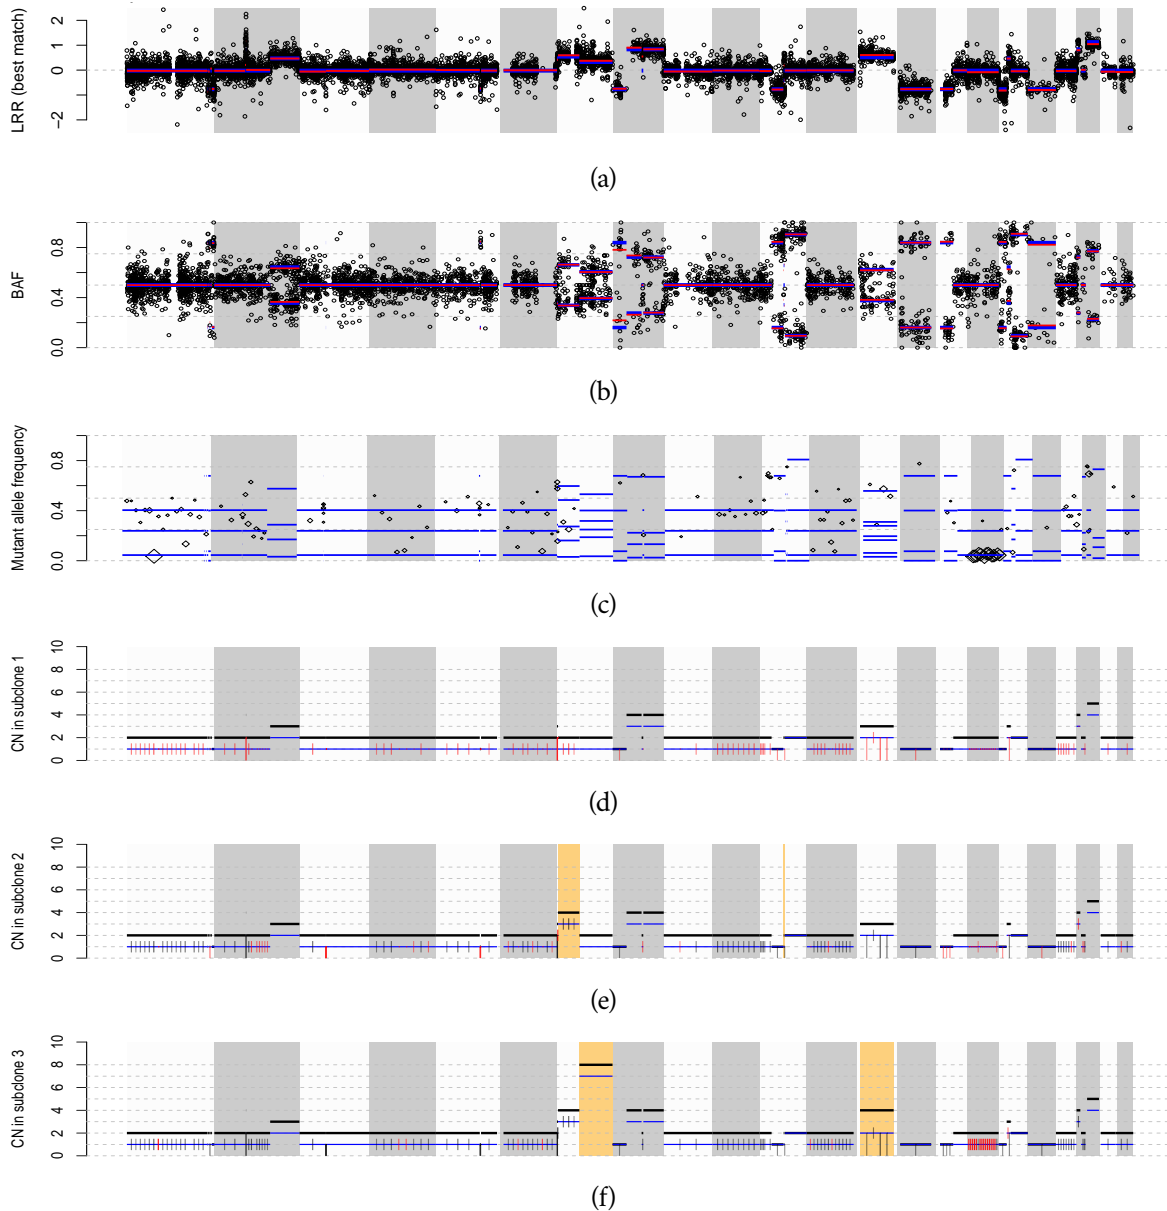 LRR (best match)
2
1
0
−2
(a)
BAF
0.8
0.4
0.0
(b)
Mutant allele frequency
0.8
0.4
0.0
(c)
CN in subclone 1
10
8
6
4
2
0
(d)
CN in subclone 2
10
8
6
4
2
0
(e)
CN in subclone 3
10
8
6
4
2
0
(f)